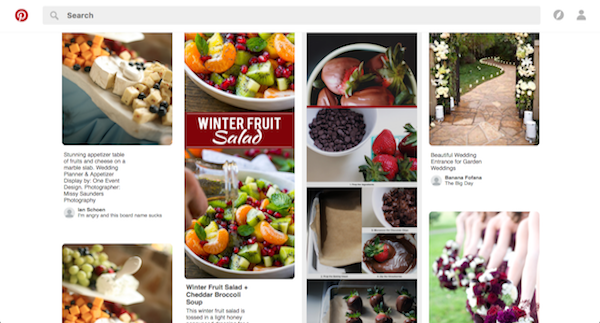 Search
Stunning appetizer table
of fruits and cheese on a
marble slab. Wedding
Planner & Appetizer
Display by: One Event
Design. Photographer:
Missy Saunders
Photography
Ian Schoen
I'm angry and this board name sucks
WINTER FRUIT
Salad
Winter Fruit Salad +
Cheddar Broccoli
Soup
This winter fruit salad is
tossed in a light honey
Beautiful Wedding
Entrance for Garden
Weddings
Banana Fofana
The Big Day